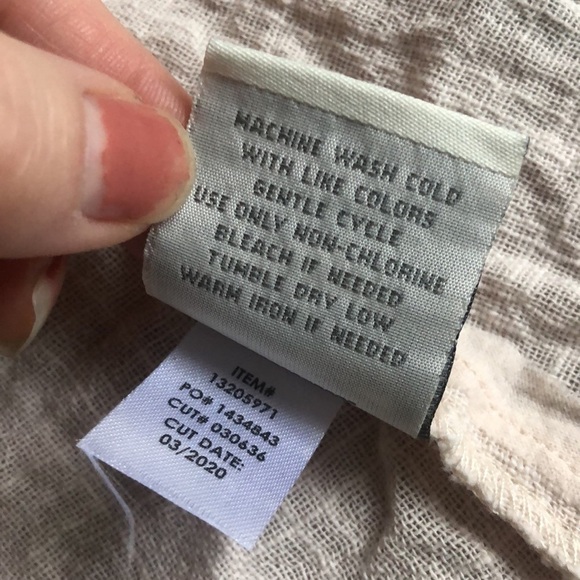 MACHINE WASH COLD
WITH LIKE COLORS
GENTLE CYCLE
USE ONLY NON-CHLORINE
BLEACH IF NEEDED
TUMBLE DRY LOW
WARM IRON IF NEEDED
ITEM#
13205971
PO# 1434843
CUT# 030636
CUT DATE:
03/2020